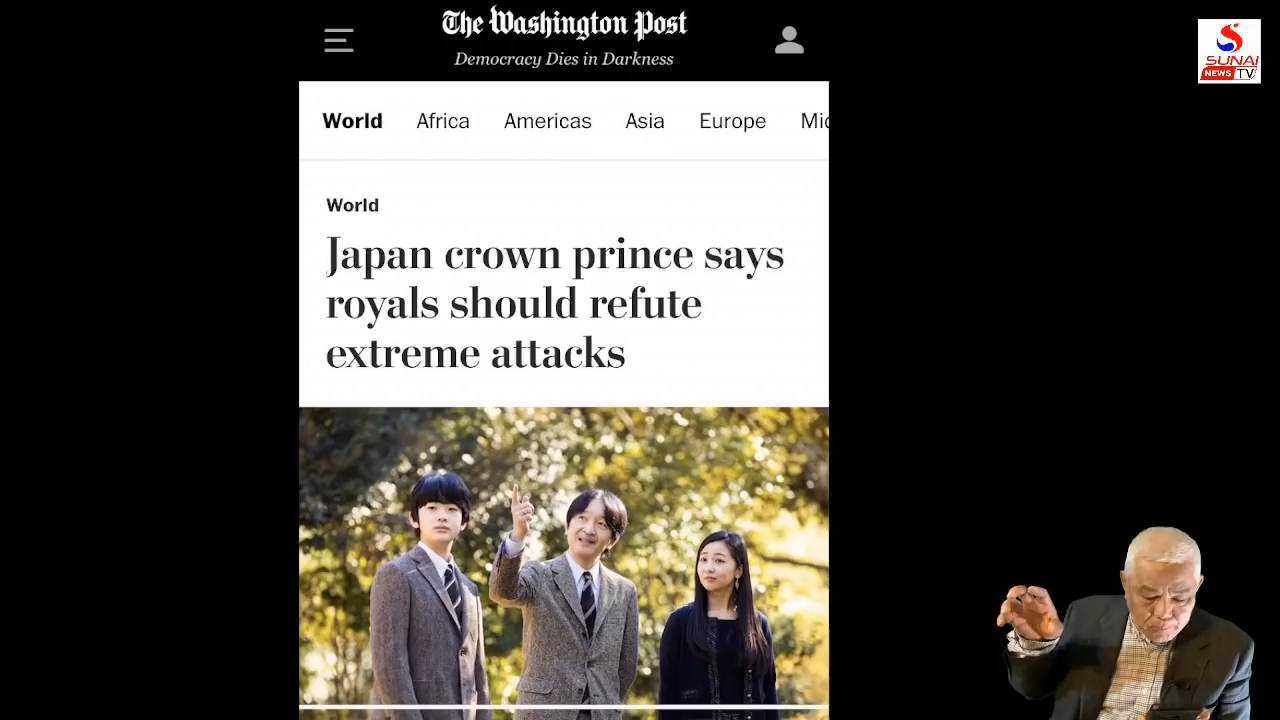 The Washington Post
Democracy Dies in Darkness
SUNAI
NEWS TV
World Africa Americas Asia Europe
World
Japan crown prince says
royals should refute
extreme attacks